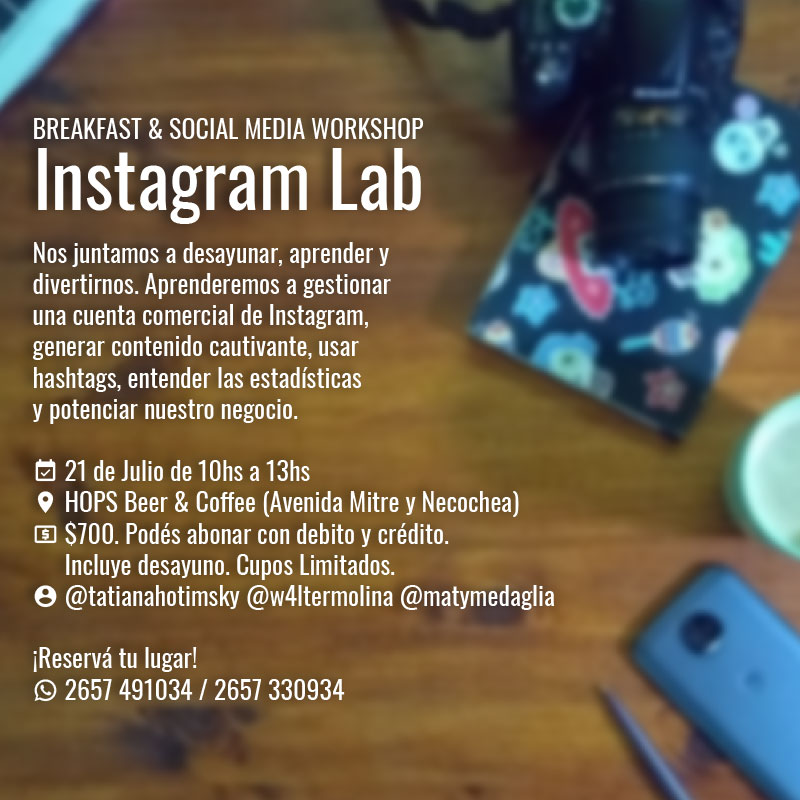 BREAKFAST & SOCIAL MEDIA WORKSHOP
Instagram Lab
Nos juntamos a desayunar, aprender y
divertirnos. Aprenderemos a gestionar
una cuenta comercial de Instagram,
generar contenido cautivante, usar
hashtags, entender las estadísticas
y potenciar nuestro negocio.
21 de Julio de 10hs a 13hs
HOPS Beer & Coffee (Avenida Mitre y Necochea)
$700. Podés abonar con debito y crédito.
Incluye desayuno. Cupos Limitados.
@tatianahotimsky @w4ltermolina @matymedaglia
¡Reservá tu lugar!
2657 491034 / 2657 330934